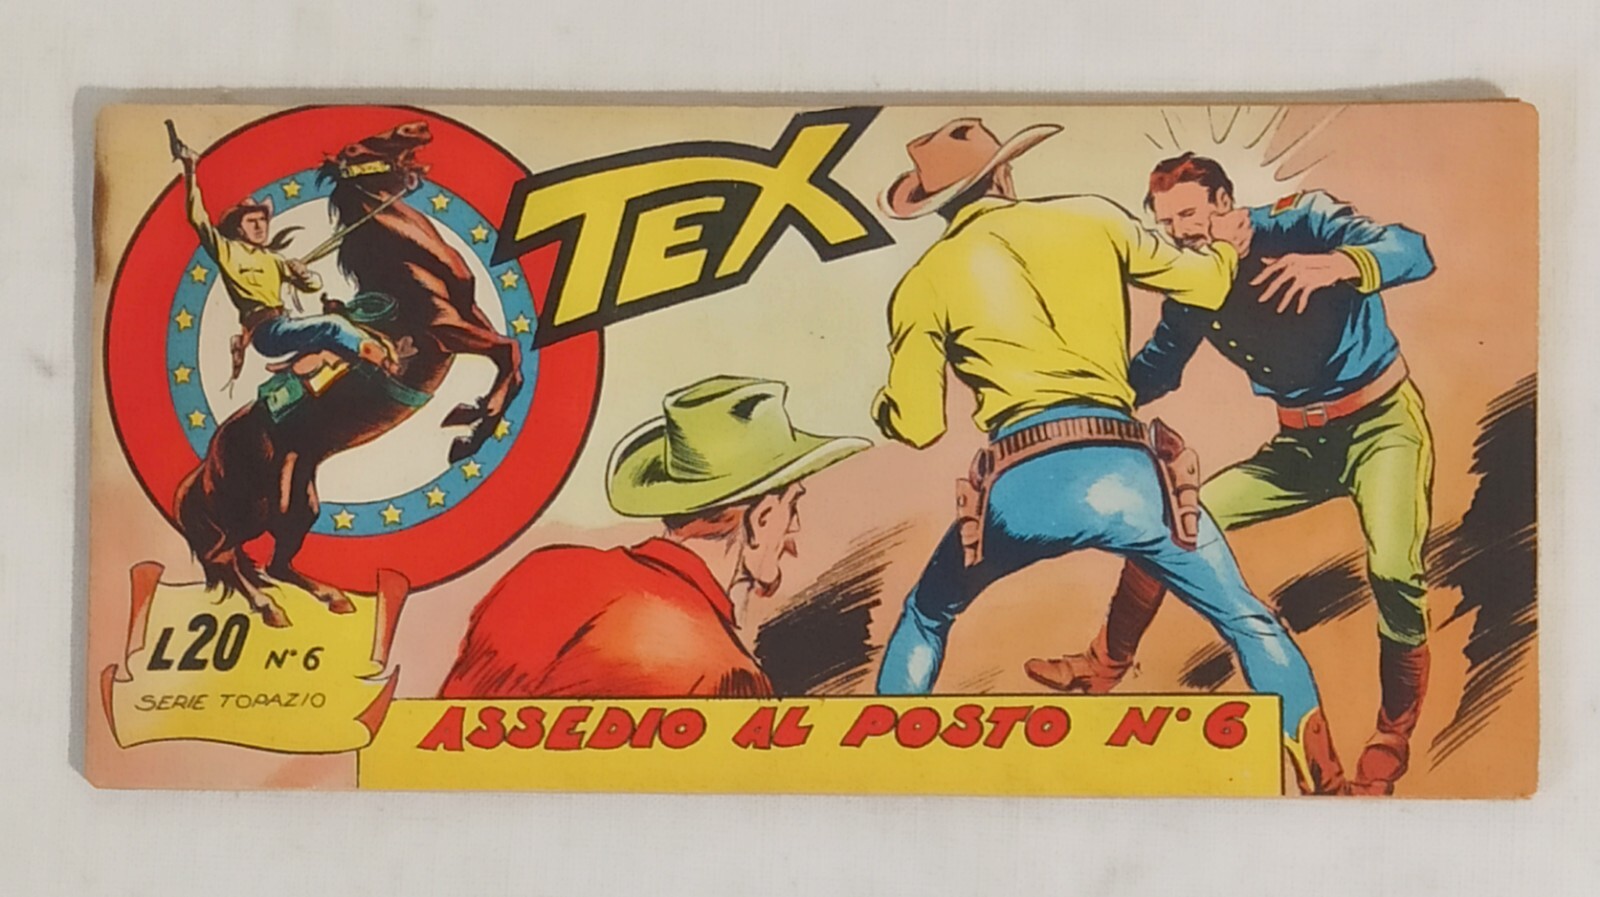 TEX
L20 N° 6
SERIE TOPAZIO
ASSEDIO AL POSTO N° 6